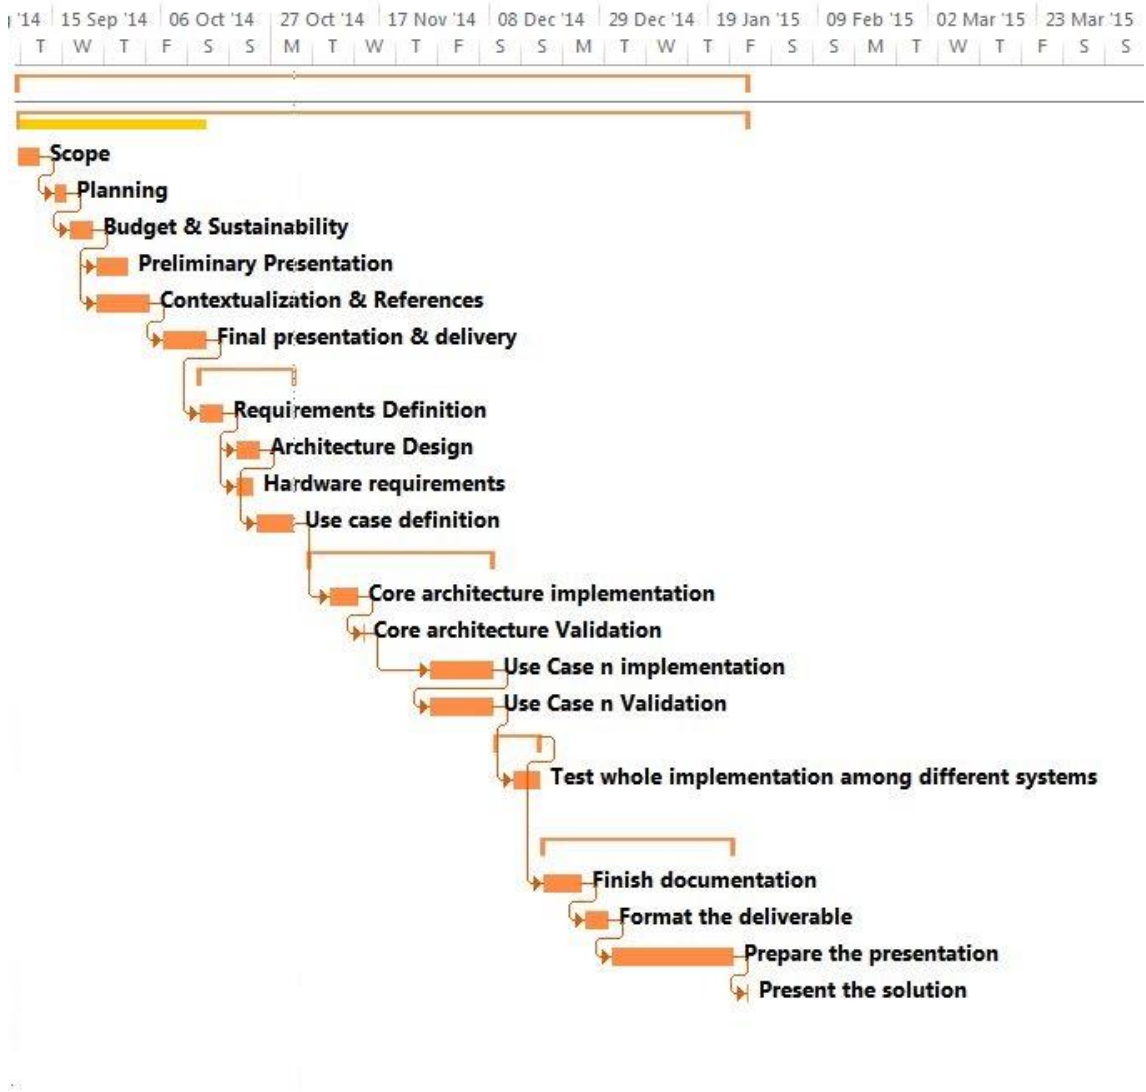 '14 15 Sep '14 06 Oct '14 27 Oct '14 17 Nov '14 08 Dec '14 29 Dec '14 19 Jan '15 09 Feb '15 02 Mar '15 23 Mar '15
T W T F S S M T W T F S S M T W T F S S M T W T F S S
Scope
Planning
Budget & Sustainability
Preliminary Presentation
Contextualization & References
Final presentation & delivery
Requirements Definition
Architecture Design
Hardware requirements
Use case definition
Core architecture implementation
Core architecture Validation
Use Case n implementation
Use Case n Validation
Test whole implementation among different systems
Finish documentation
Format the deliverable
Prepare the presentation
Present the solution